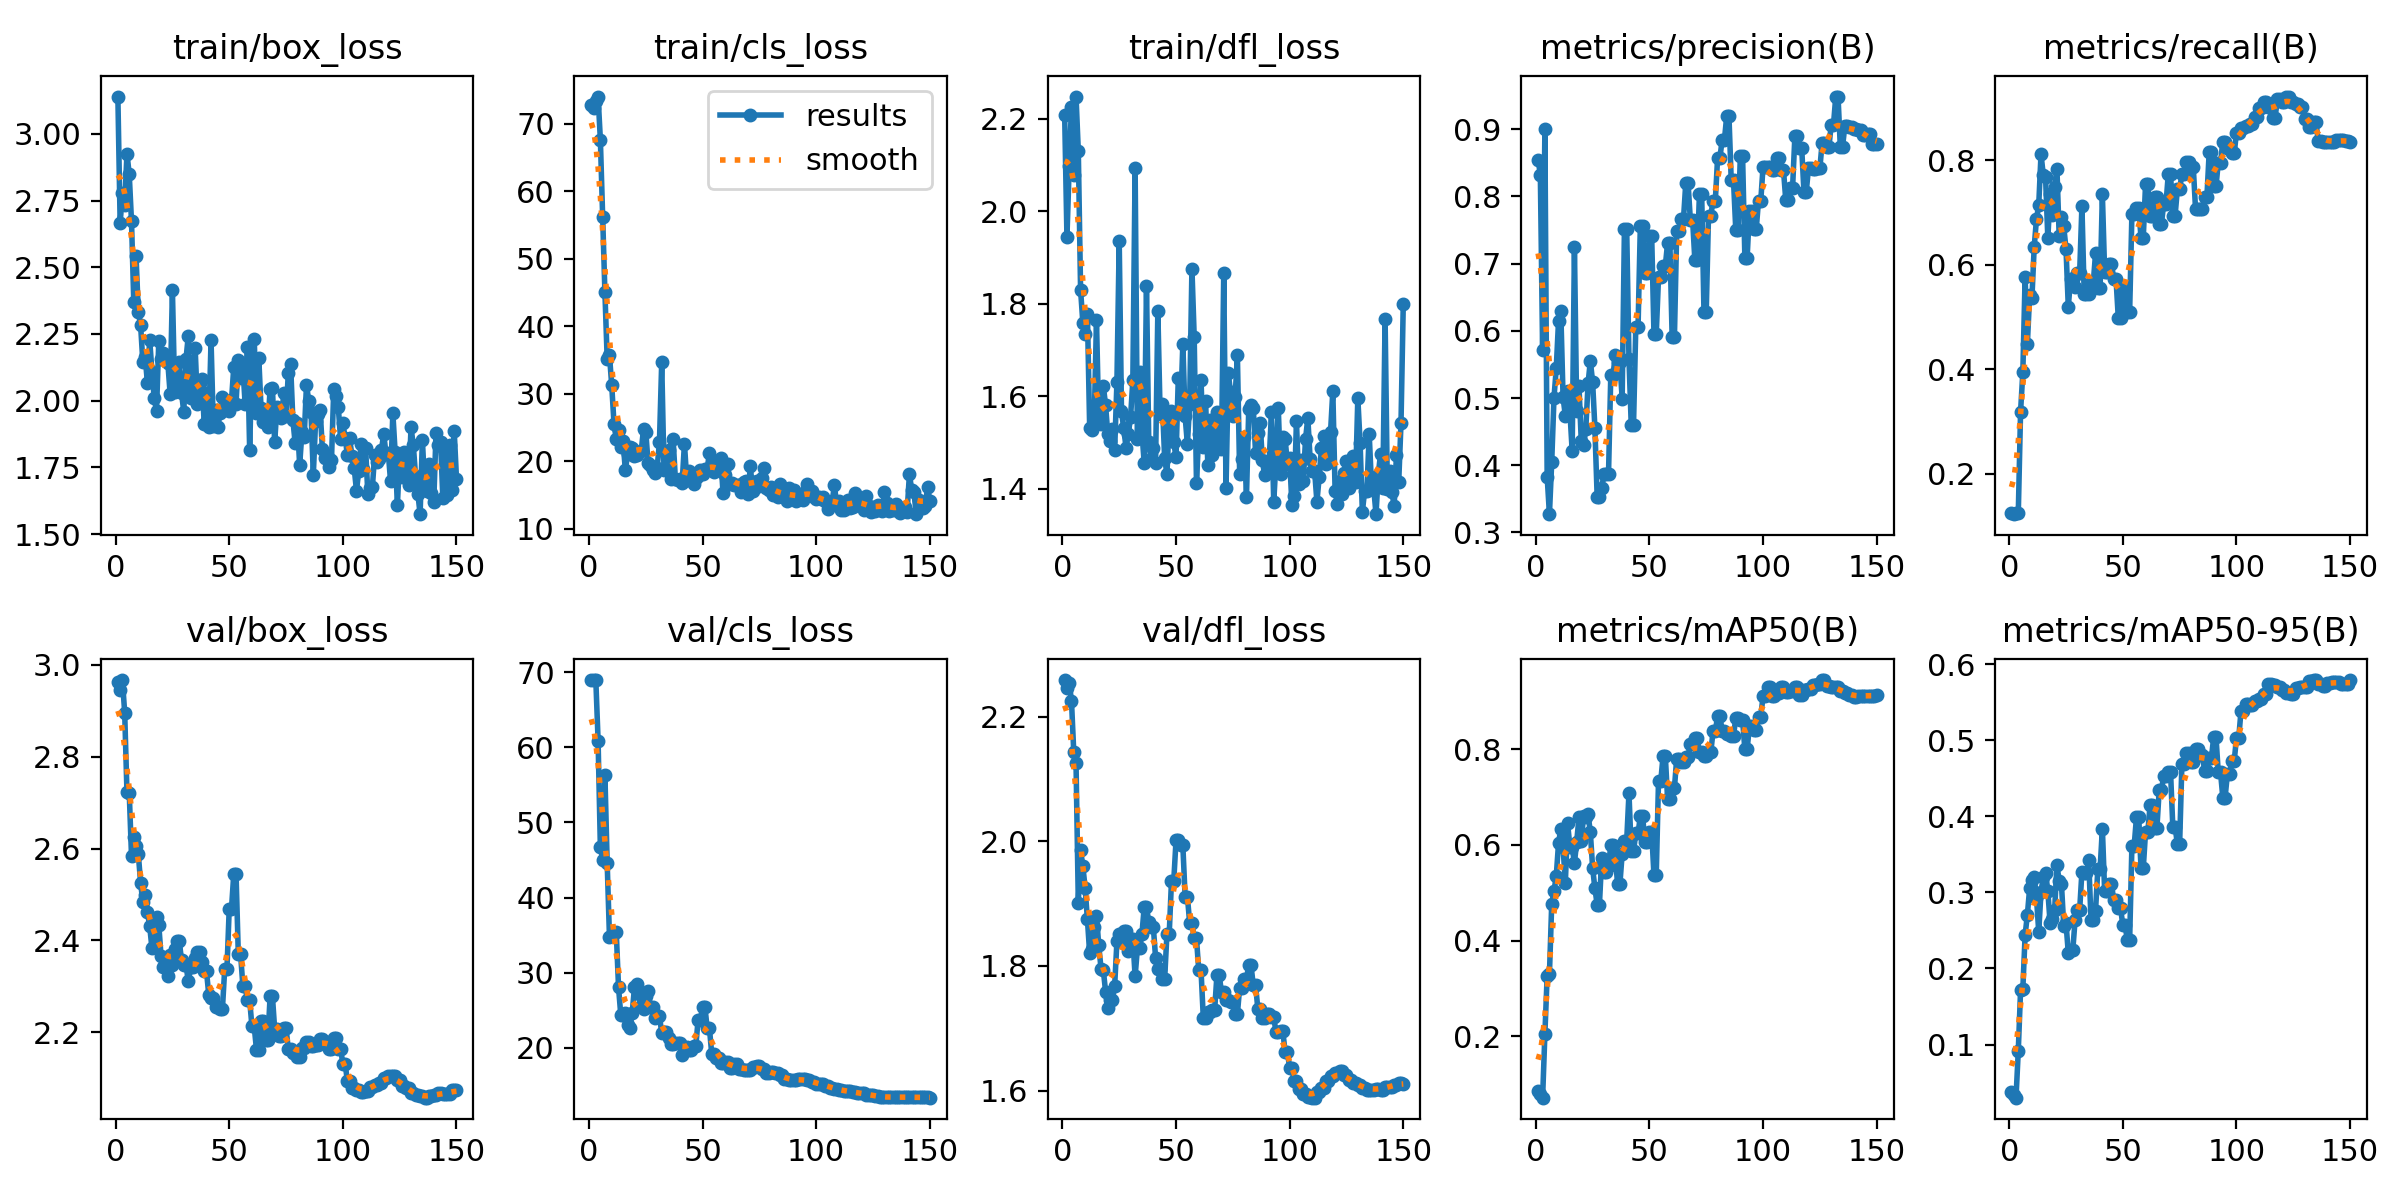 train/box_loss
3.00
2.75
2.50
2.25
2.00
1.75
1.50
0 50 100 150
train/cls_loss
results
smooth
70
60
50
40
30
20
10
0 50 100 150
train/dfl_loss
2.2
2.0
1.8
1.6
1.4
0 50 100 150
metrics/precision(B)
0.9
0.8
0.7
0.6
0.5
0.4
0.3
0 50 100 150
metrics/recall(B)
0.8
0.6
0.4
0.2
0 50 100 150
val/box_loss
3.0
2.8
2.6
2.4
2.2
0 50 100 150
val/cls_loss
70
60
50
40
30
20
0 50 100 150
val/dfl_loss
2.2
2.0
1.8
1.6
0 50 100 150
metrics/mAP50(B)
0.8
0.6
0.4
0.2
0 50 100 150
metrics/mAP50-95(B)
0.6
0.5
0.4
0.3
0.2
0.1
0 50 100 150